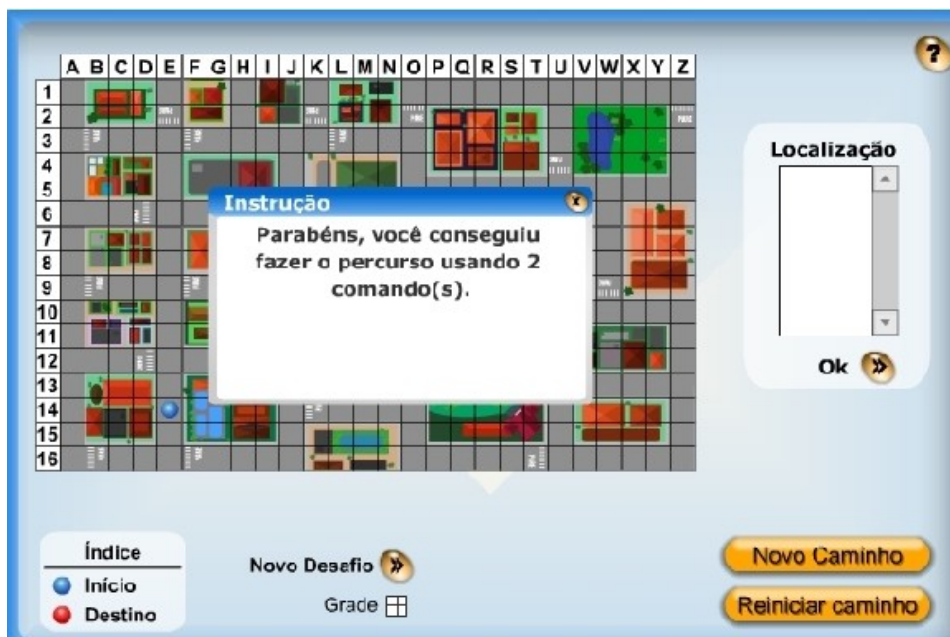 ?
A B C D E F G H I J K L M N O P Q R S T U V W X Y Z
1
2
3
4
5
6
7
8
9
10
11
12
13
14
15
16
Instrução
x
Parabéns, você conseguiu
fazer o percurso usando 2
comando(s).
Localização
Ok
Índice
Início
Destino
Novo Desafio
Grade
Novo Caminho
Reiniciar caminho